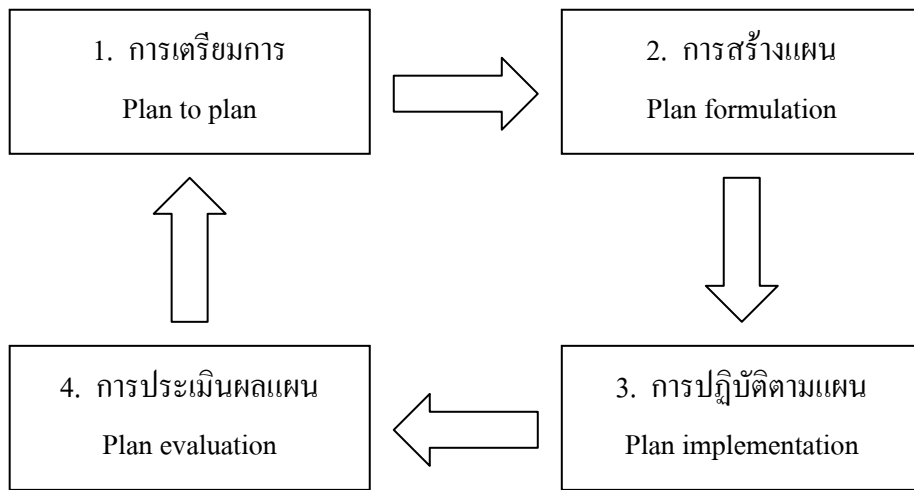 1. การเตรียมการ
Plan to plan
2. การสร้างแผน
Plan formulation
4. การประเมินผลแผน
Plan evaluation
3. การปฏิบัติตามแผน
Plan implementation